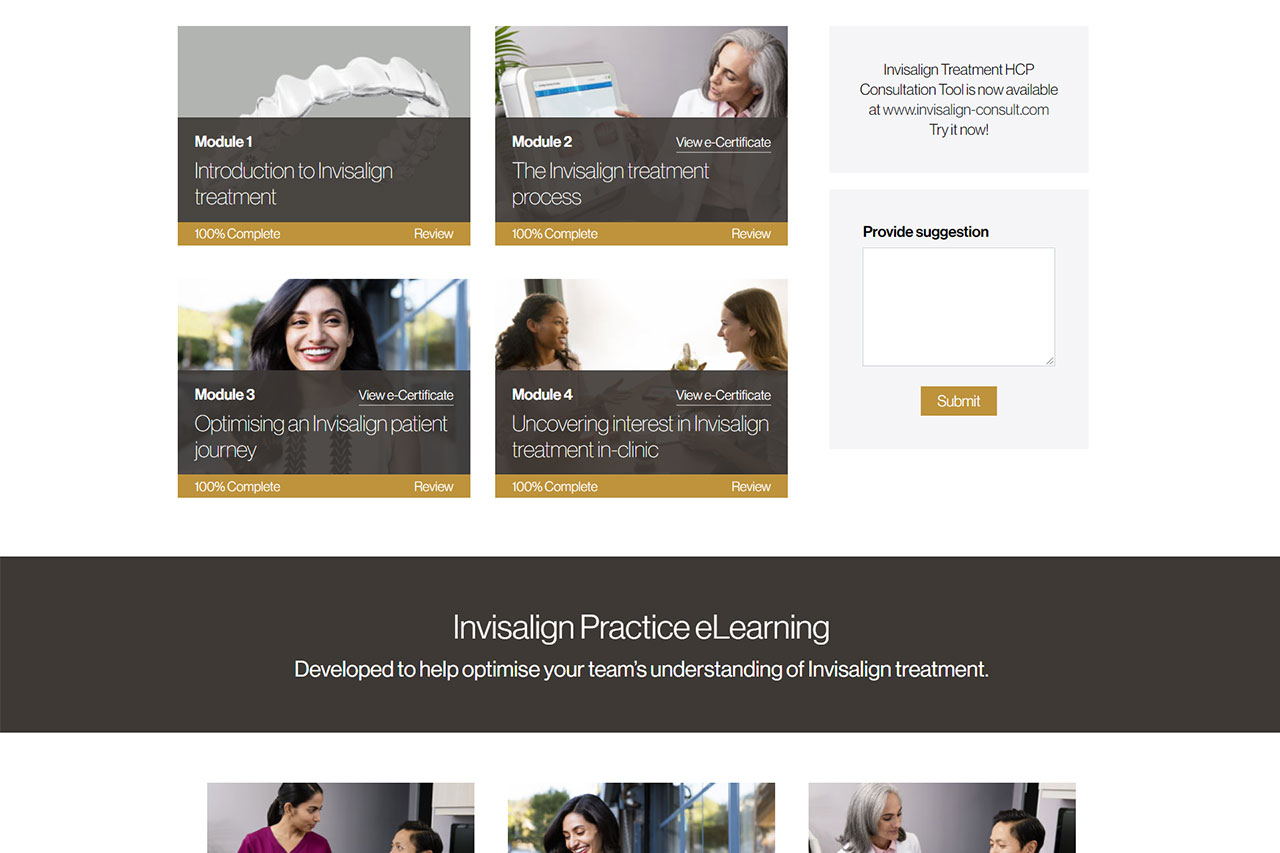 Module 1
Introduction to Invisalign
treatment
100% Complete Review
Module 2 View e-Certificate
The Invisalign treatment
process
100% Complete Review
Module 3 View e-Certificate
Optimising an Invisalign patient
journey
100% Complete Review
Module 4 View e-Certificate
Uncovering interest in Invisalign
treatment in-clinic
100% Complete Review
Invisalign Treatment HCP
Consultation Tool is now available
at www.invisalign-consult.com
Try it now!
Provide suggestion
Submit
Invisalign Practice eLearning
Developed to help optimise your team’s understanding of Invisalign treatment.